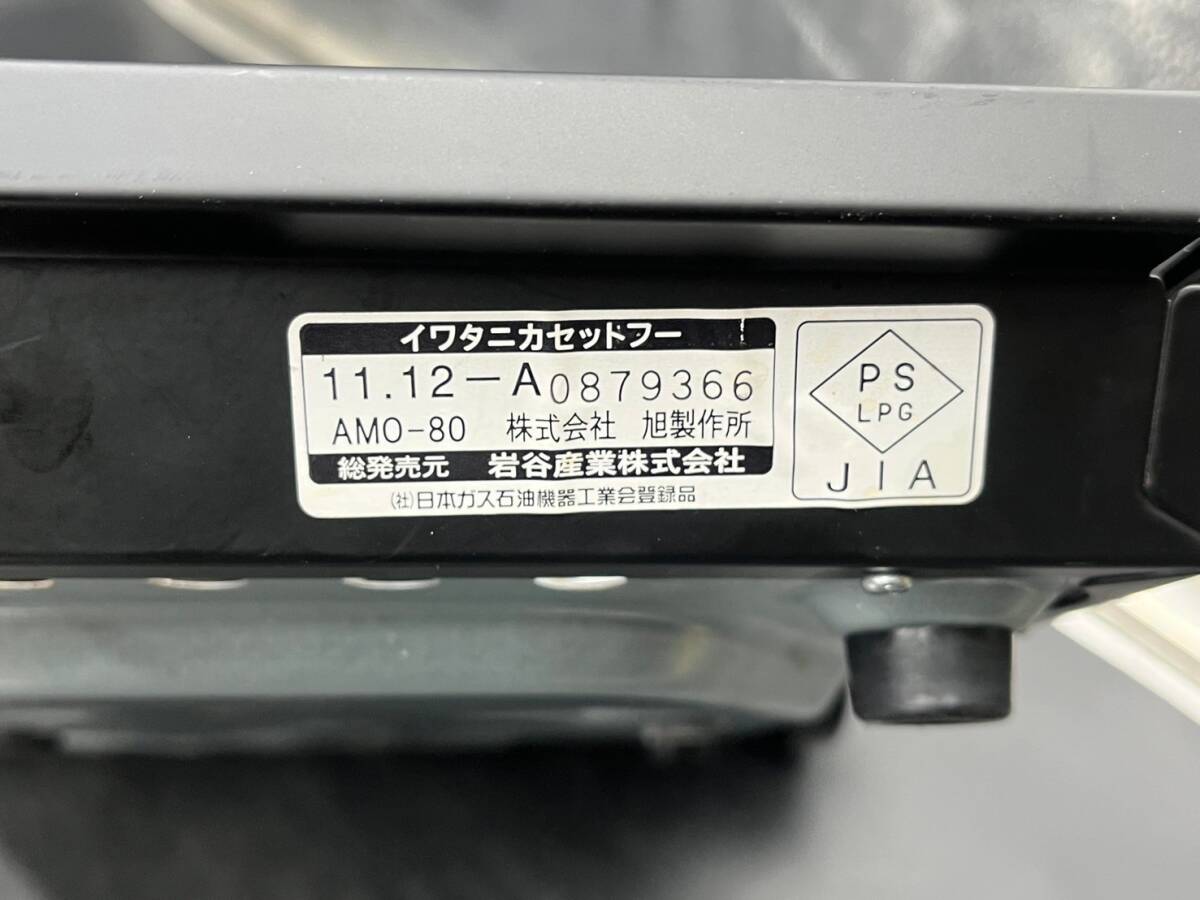 イワタニカセットフー
11.12-A0879366
AMO-80 株式会社 旭製作所
総発売元 岩谷産業株式会社
(社)日本ガス石油機器工業会登録品
PS
LPG
JIA